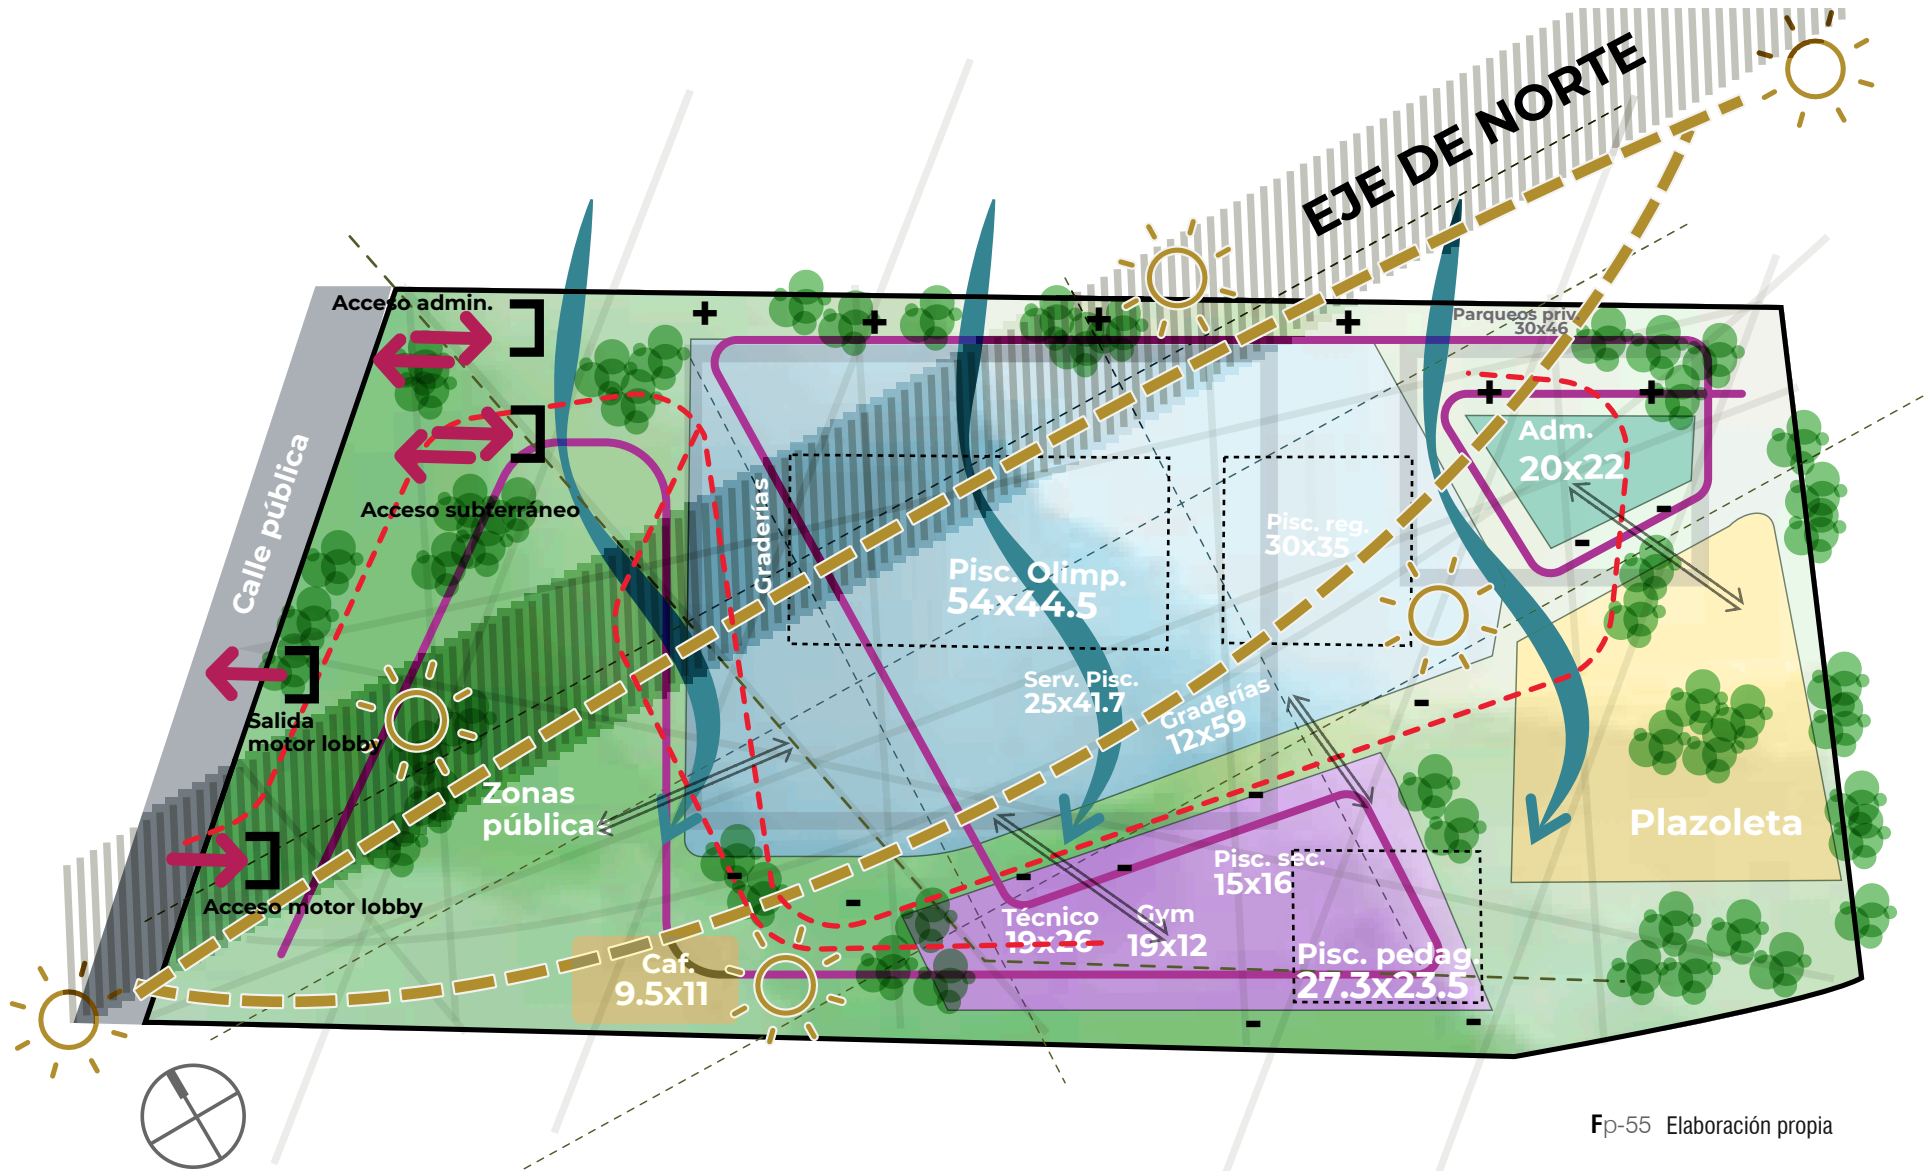 EJE DE NORTE
Acceso admin.
Parqueos priv.
30x46
Adm.
20x22
Calle pública
Acceso subterráneo
Graderías
Pisc. reg.
30x35
Pisc. Olimp.
54x44.5
Serv. Pisc.
25x41.7
Graderías
12x59
Salida
motor lobby
Zonas
públicas
Plazoleta
Pisc. sec.
15x16
Acceso motor lobby
Técnico
19x26
Gym
19x12
Pisc. pedag.
27.3x23.5
Caf.
9.5x11
Fp-55 Elaboración propia